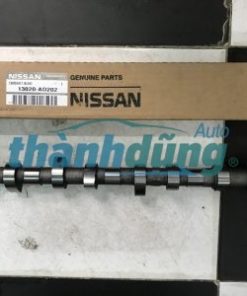 NISSAN
GENUINE PARTS
13020-AD202
NISSAN
Auto
thànhdũng